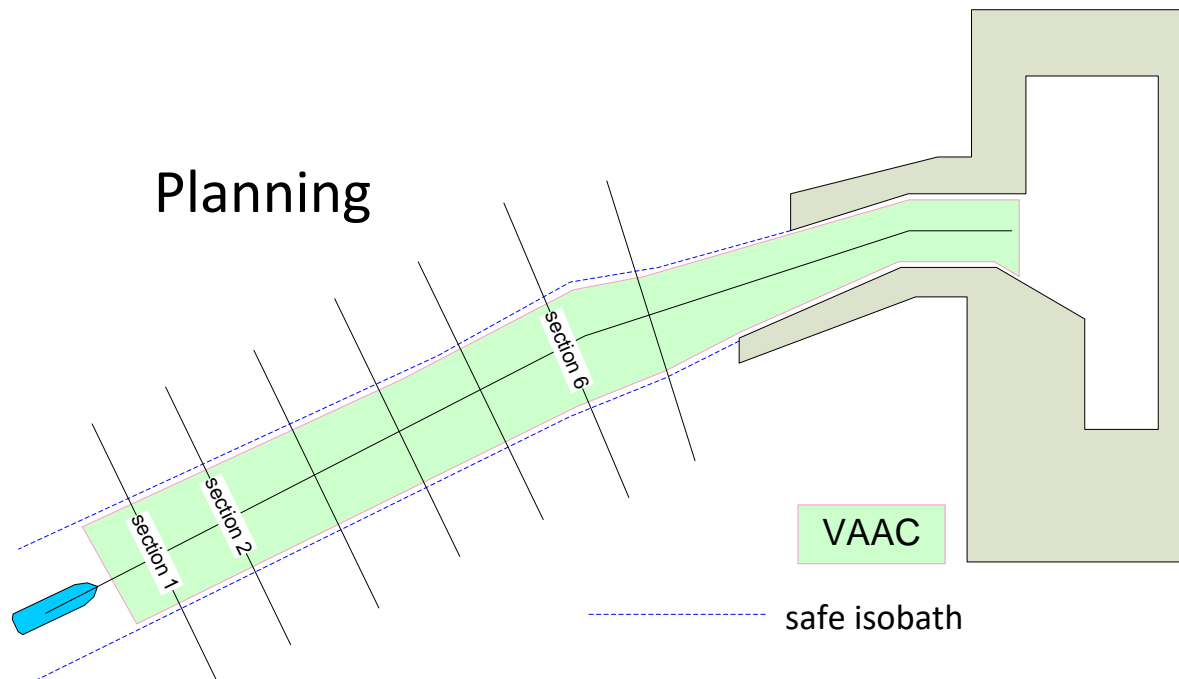 Planning
section 6
section 2
section 1
VAAC
safe isobath